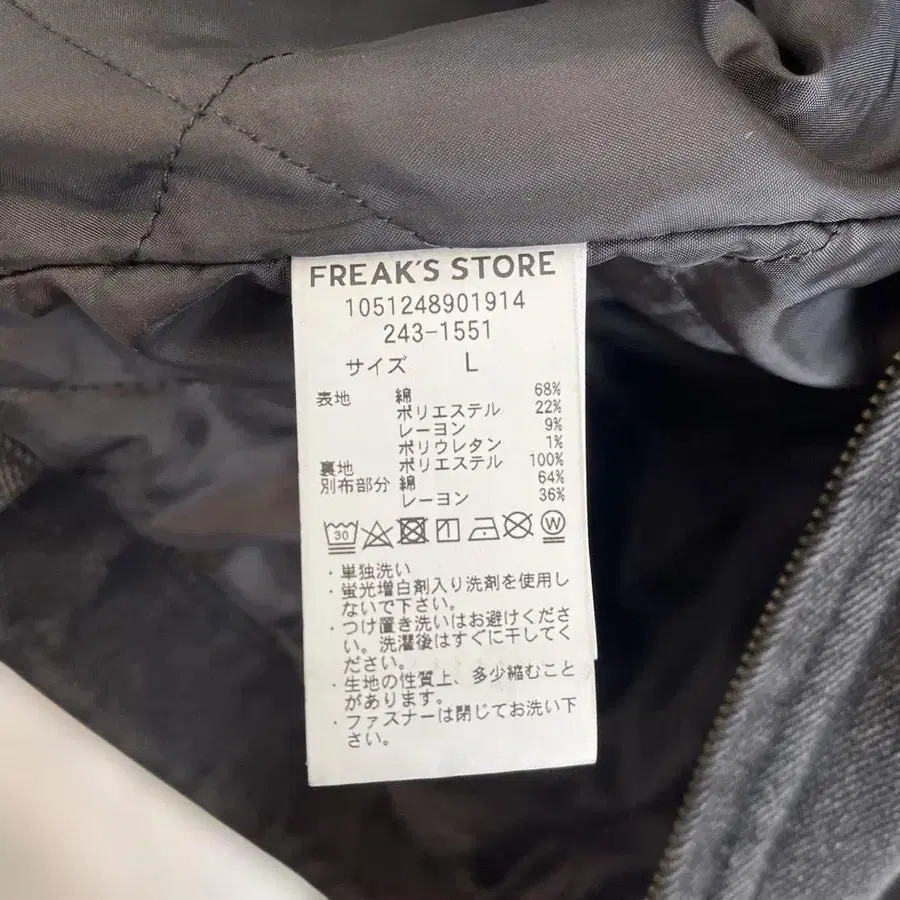 FREAK'S STORE
1051248901914
243-1551
サイズ L
表地 綿 68%
ポリエステル 22%
レーヨン 9%
ポリウレタン 1%
裏地 ポリエステル 100%
別布部分 綿 64%
レーヨン 36%
30 W
・単独洗い
・蛍光増白剤入り洗剤を使用し
ないで下さい。
・つけ置き洗いはお避けくださ
い。洗濯後はすぐに干してく
ださい。
・生地の性質上、多少縮むこと
があります。
・ファスナーは閉じてお洗い下
さい。